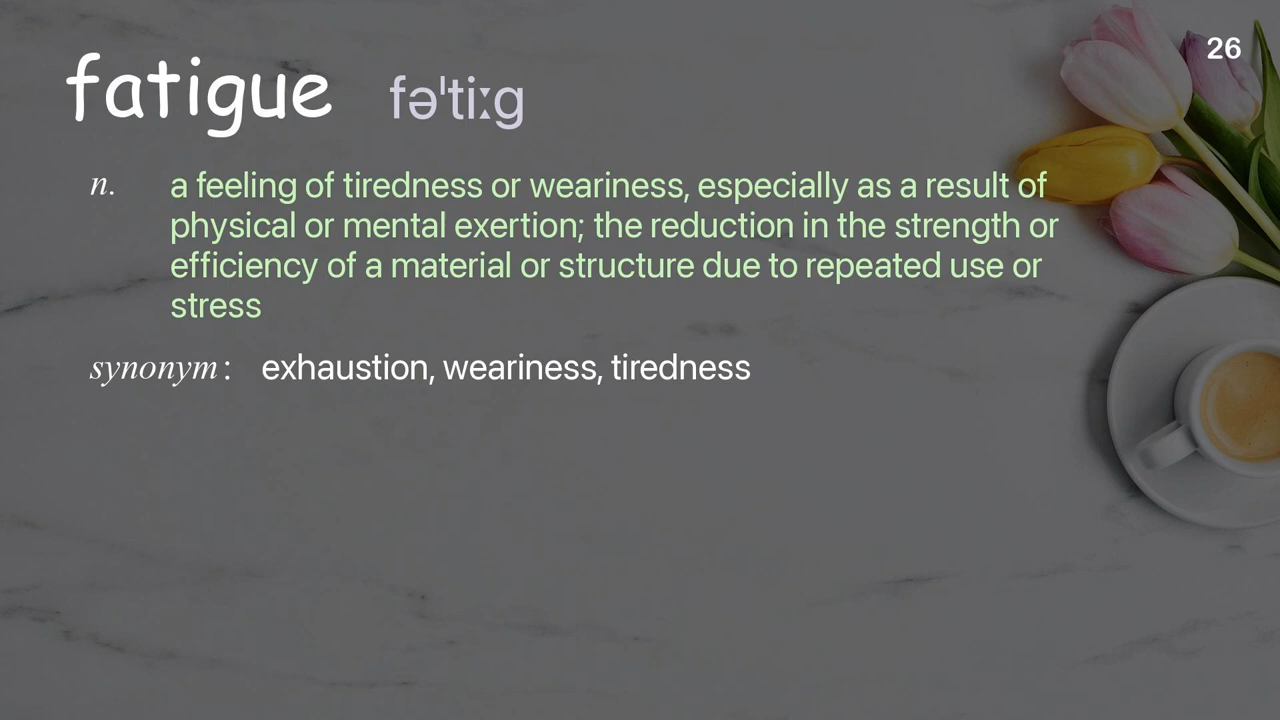 26
fatigue fəˈtiːg
n. a feeling of tiredness or weariness, especially as a result of
physical or mental exertion; the reduction in the strength or
efficiency of a material or structure due to repeated use or
stress
synonym : exhaustion, weariness, tiredness